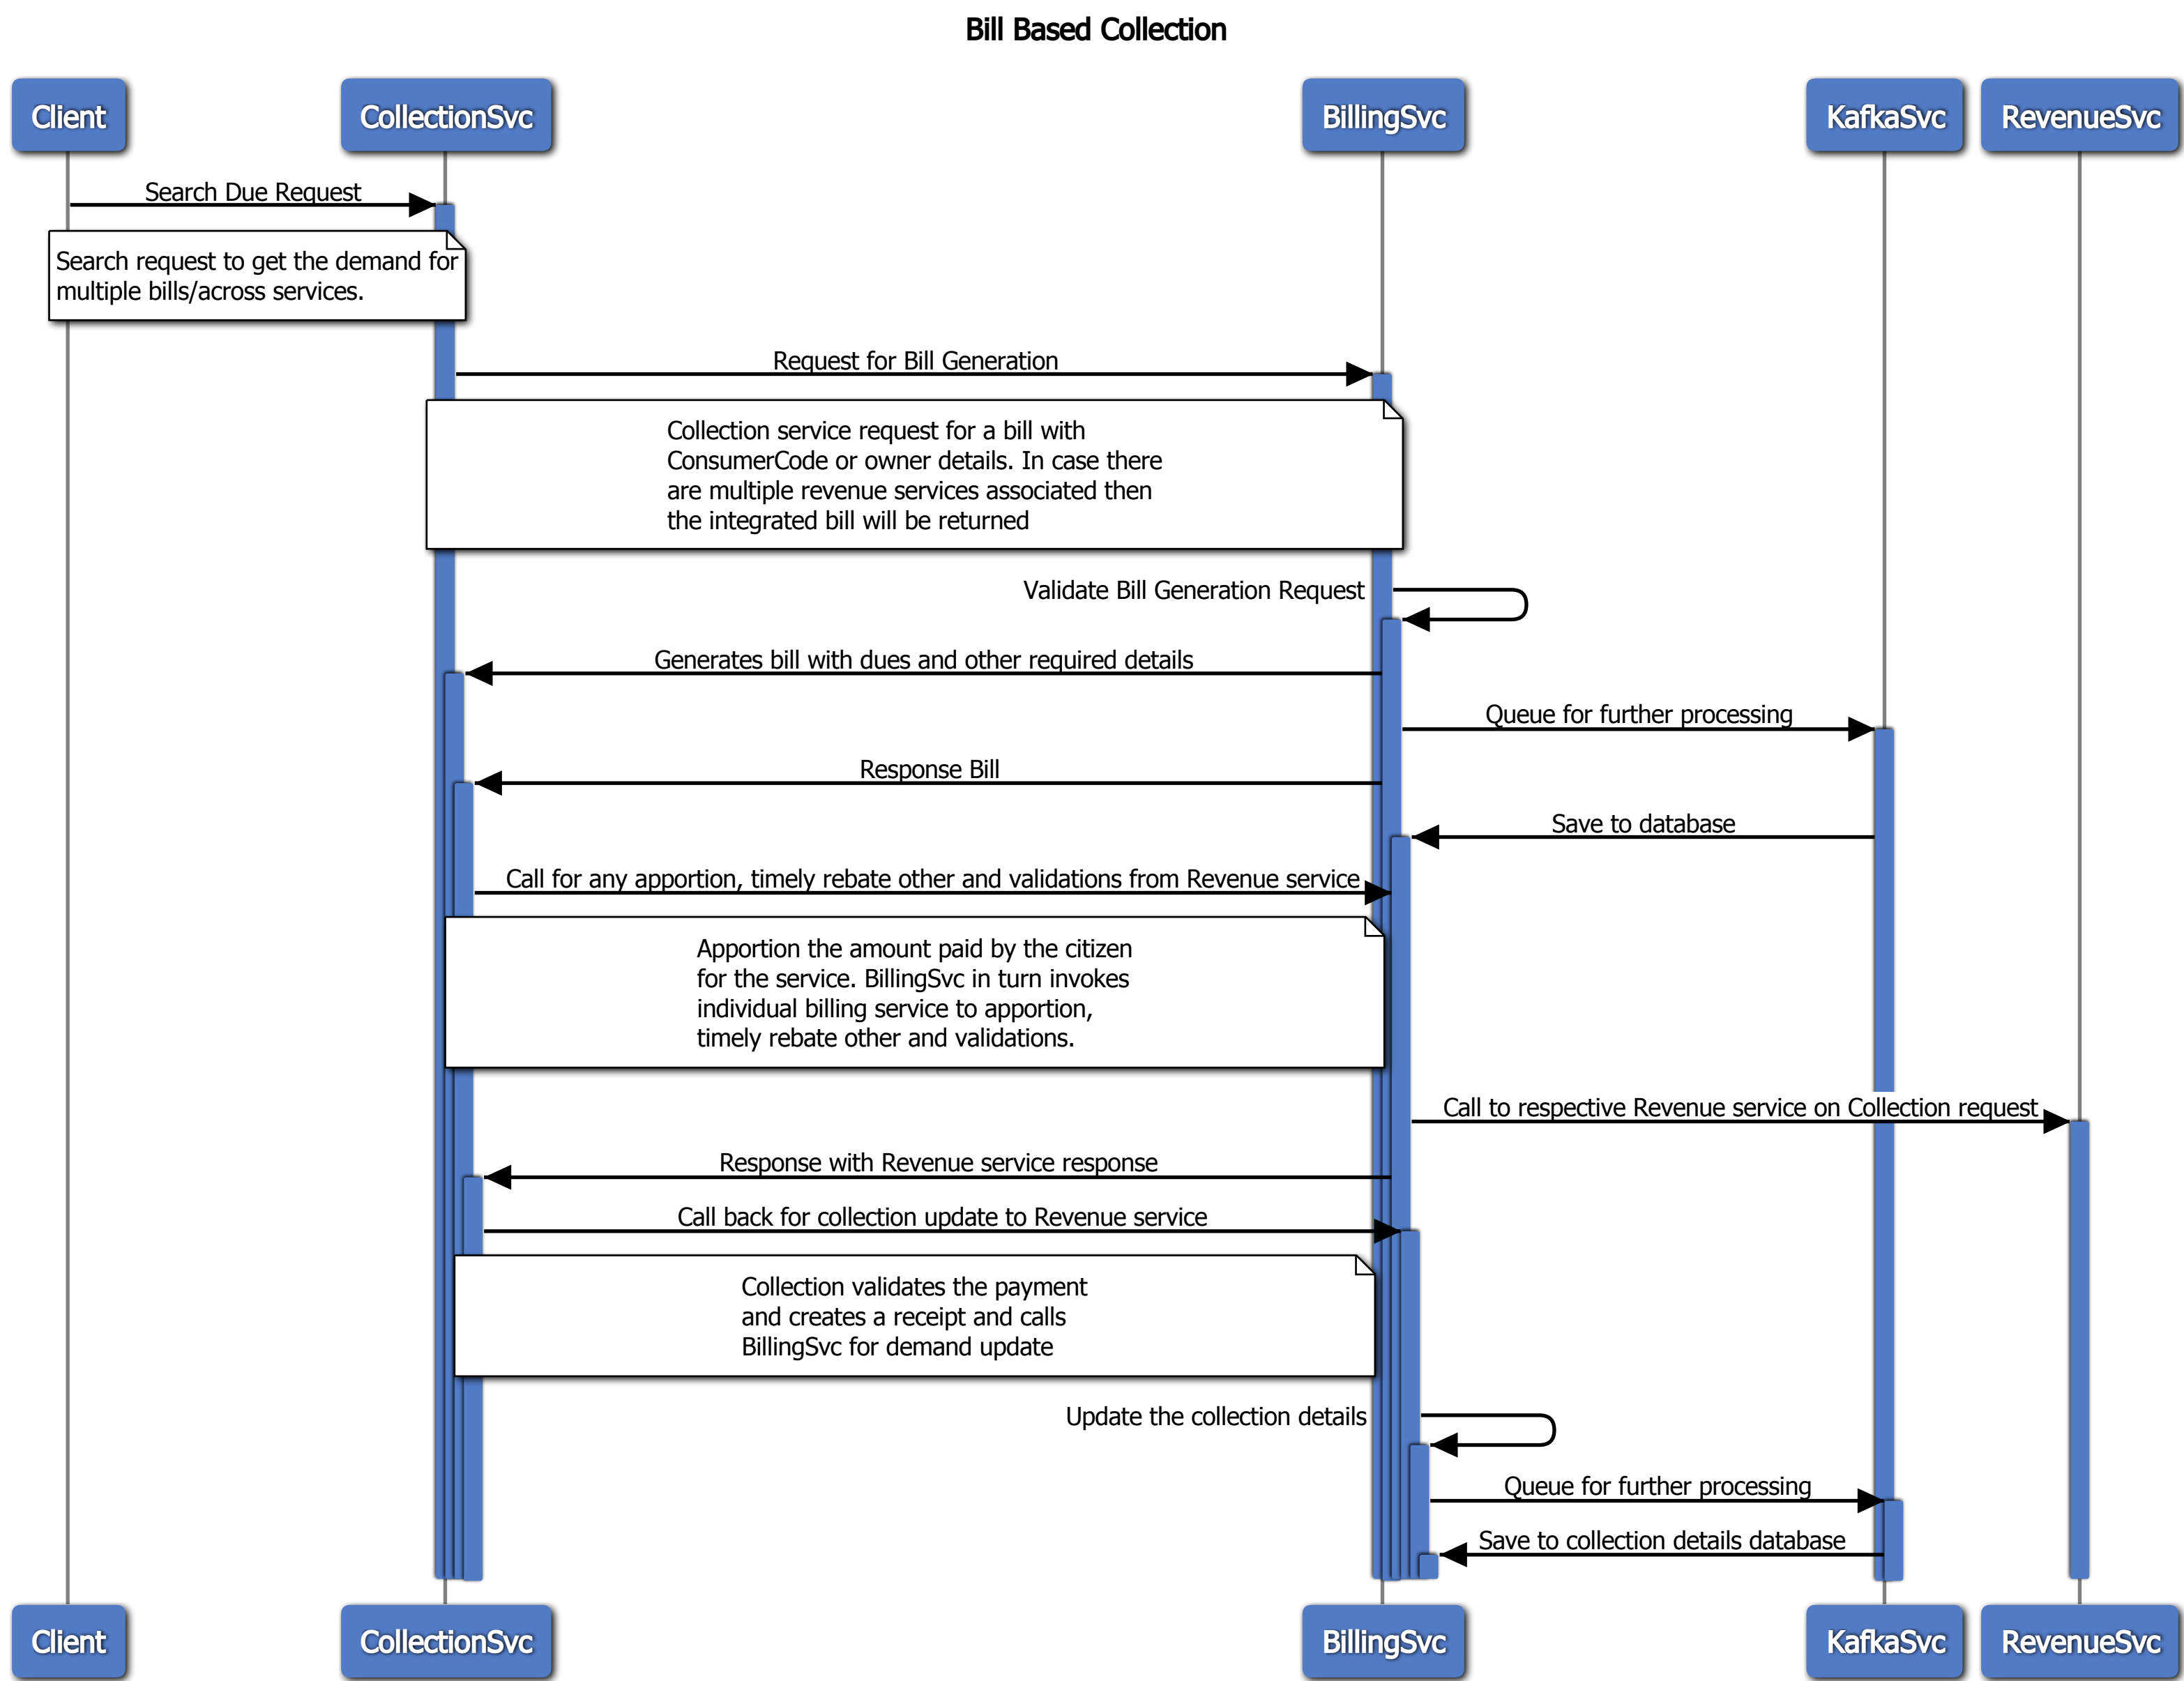 Bill Based Collection
Client
CollectionSvc
BillingSvc
KafkaSvc
RevenueSvc
Search Due Request
Search request to get the demand for
multiple bills/across services.
Request for Bill Generation
Collection service request for a bill with
ConsumerCode or owner details. In case there
are multiple revenue services associated then
the integrated bill will be returned
Validate Bill Generation Request
Generates bill with dues and other required details
Queue for further processing
Response Bill
Save to database
Call for any apportion, timely rebate other and validations from Revenue service
Apportion the amount paid by the citizen
for the service. BillingSvc in turn invokes
individual billing service to apportion,
timely rebate other and validations.
Call to respective Revenue service on Collection request
Response with Revenue service response
Call back for collection update to Revenue service
Collection validates the payment
and creates a receipt and calls
BillingSvc for demand update
Update the collection details
Queue for further processing
Save to collection details database
Client
CollectionSvc
BillingSvc
KafkaSvc
RevenueSvc